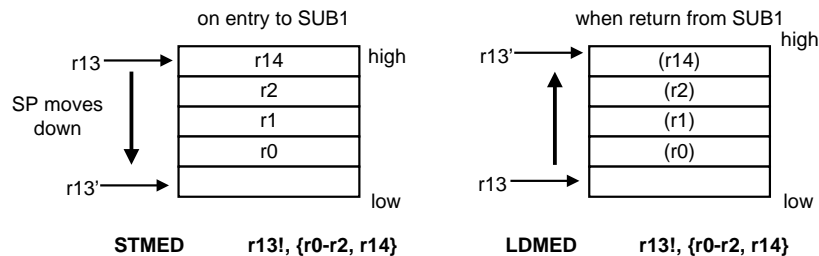 on entry to SUB1
r13
r14
high
SP moves
down
r2
r1
r0
r13’
low
STMED r13!, {r0-r2, r14}
when return from SUB1
high
r13’
(r14)
(r2)
(r1)
(r0)
r13
low
LDMED r13!, {r0-r2, r14}